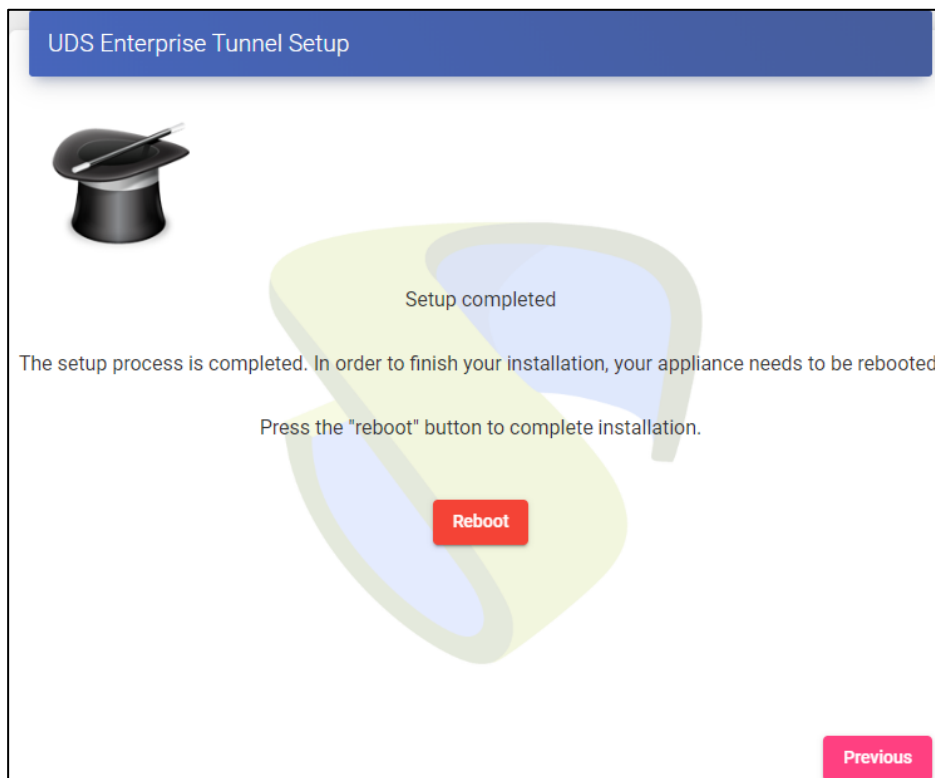 UDS Enterprise Tunnel Setup
Setup completed
The setup process is completed. In order to finish your installation, your appliance needs to be rebooted
Press the "reboot" button to complete installation.
Reboot
Previous